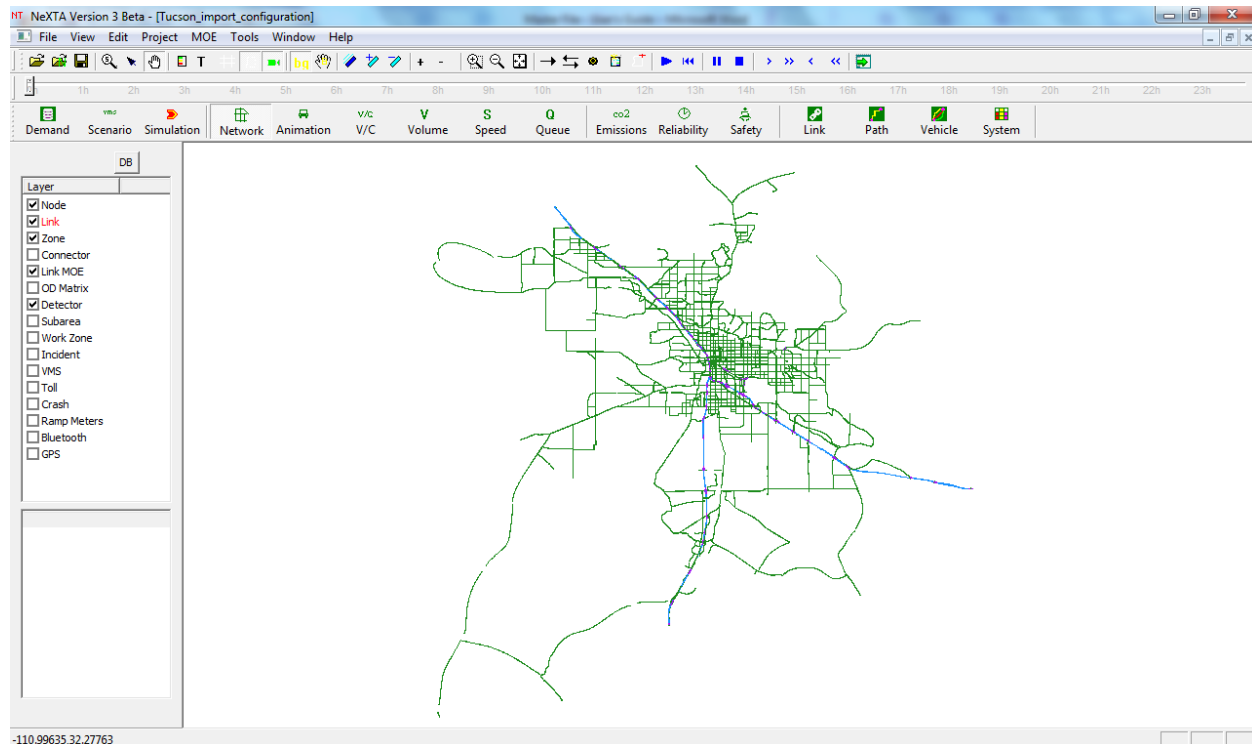 NT NeXTA Version 3 Beta - [Tucson_import_configuration]
File View Edit Project MOE Tools Window Help
T bg + -
1h 2h 3h 4h 5h 6h 7h 8h 9h 10h 11h 12h 13h 14h 15h 16h 17h 18h 19h 20h 21h 22h 23h
vms V/C V S Q co2
Demand Scenario Simulation Network Animation V/C Volume Speed Queue Emissions Reliability Safety Link Path Vehicle System
DB
Layer
Node
Link
Zone
Connector
Link MOE
OD Matrix
Detector
Subarea
Work Zone
Incident
VMS
Toll
Crash
Ramp Meters
Bluetooth
GPS
-110.99635,32.27763